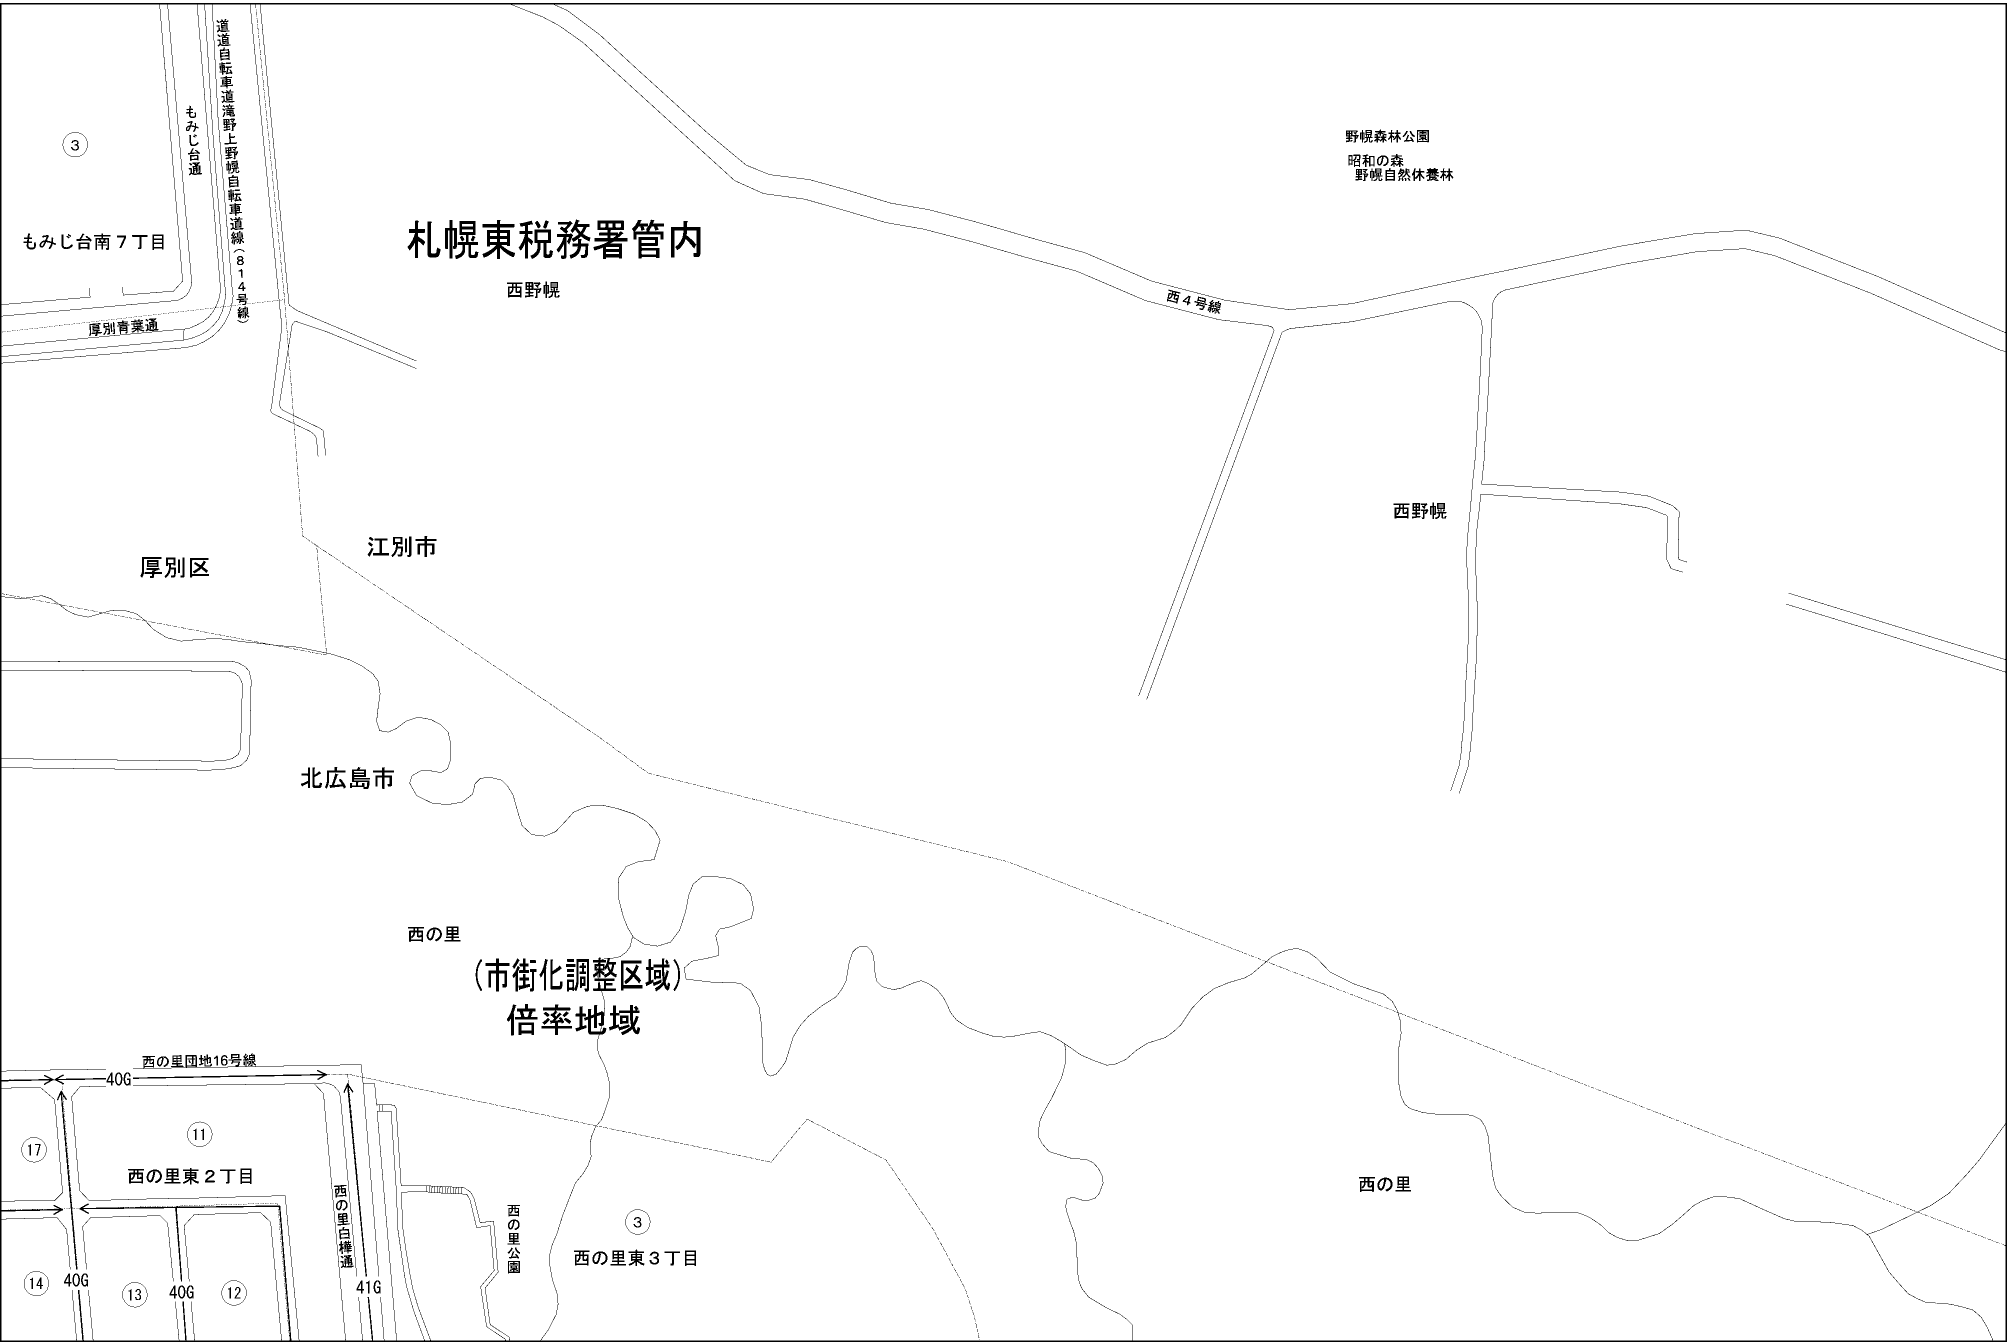 道道自転車道滝野上野幌自転車道線(814号線)
もみじ台通
③
もみじ台南7丁目
厚別青葉通
札幌東税務署管内
西野幌
野幌森林公園
昭和の森
野幌自然休養林
西4号線
西野幌
江別市
厚別区
北広島市
西の里
(市街化調整区域)
倍率地域
西の里団地16号線
40G
⑪
⑰
西の里東2丁目
西の里白樺通
西の里公園
③
西の里東3丁目
西の里
⑭
40G
⑬
40G
⑫
41G